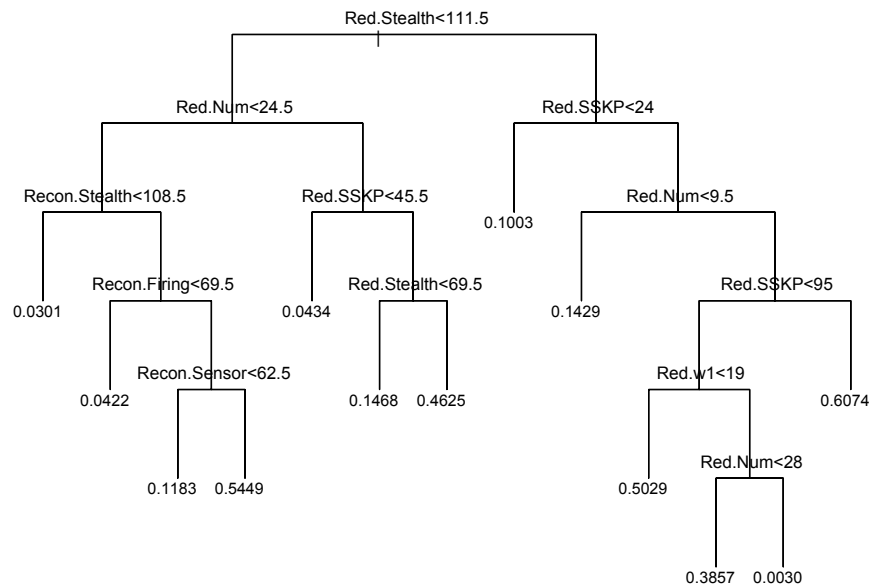 Red.Stealth<111.5
Red.Num<24.5
Red.SSKP<24
Recon.Stealth<108.5
Red.SSKP<45.5
Red.Num<9.5
0.1003
Recon.Firing<69.5
Red.Stealth<69.5
Red.SSKP<95
0.0301
0.0434
0.1429
Recon.Sensor<62.5
Red.w1<19
0.0422
0.1468
0.4625
0.6074
Red.Num<28
0.1183
0.5449
0.5029
0.3857
0.0030